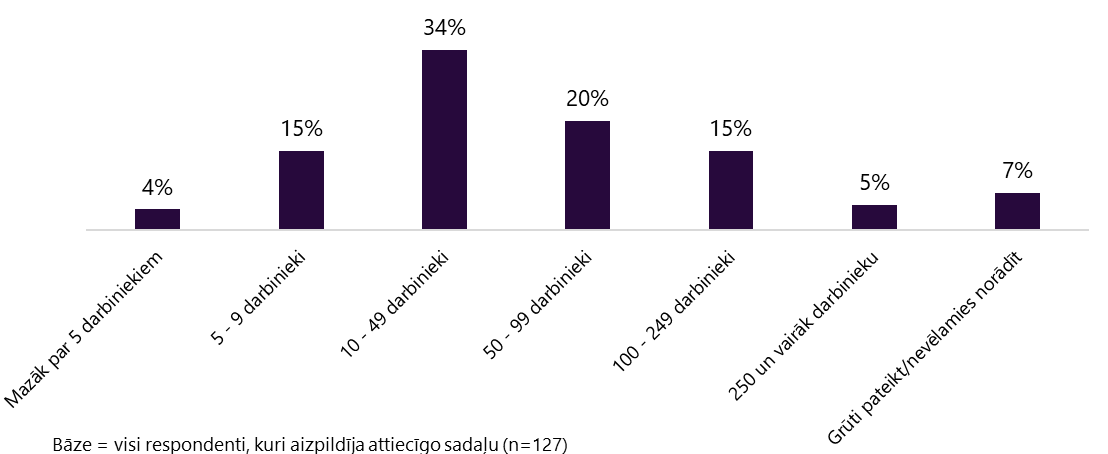 34%
20%
15%
15%
7%
5%
4%
Mazāk par 5 darbiniekiem
5 - 9 darbinieki
10 - 49 darbinieki
50 - 99 darbinieki
100 - 249 darbinieki
250 un vairāk darbinieku
Grūti pateikt/nevēlamies norādīt
Bāze = visi respondenti, kuri aizpildīja attiecīgo sadaļu (n=127)